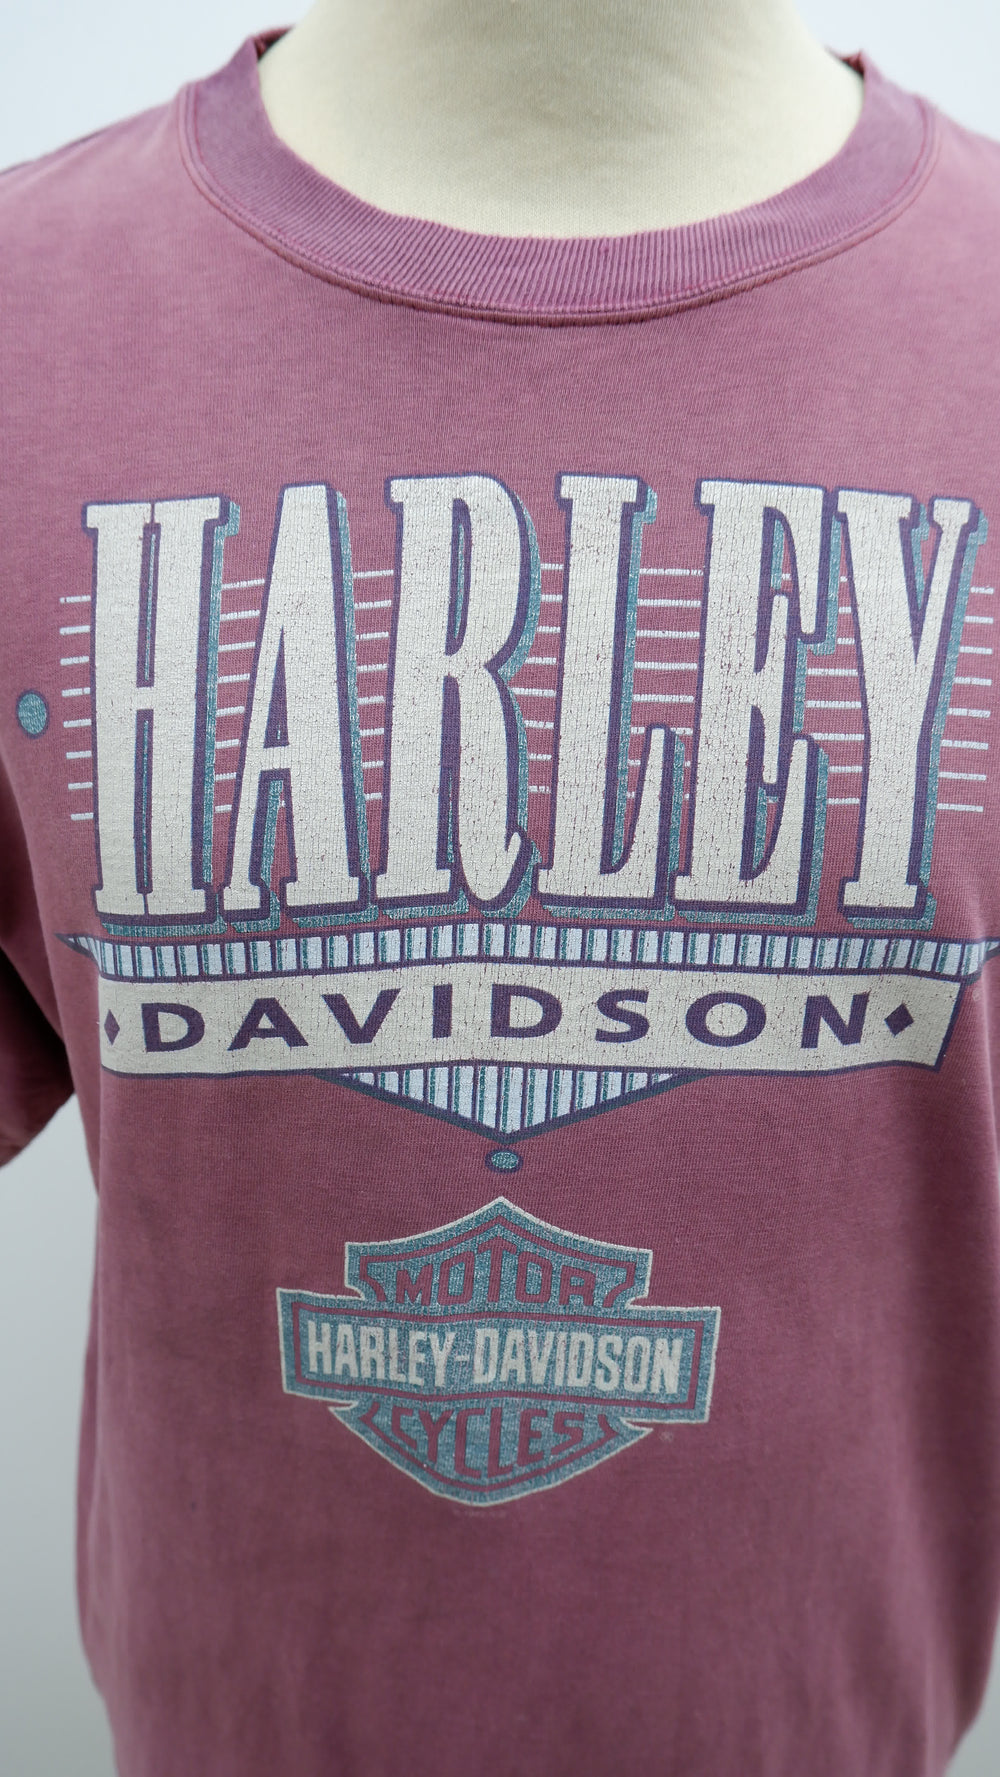 HARLEY
DAVIDSON
MOTOR
HARLEY-DAVIDSON
CYCLES
®